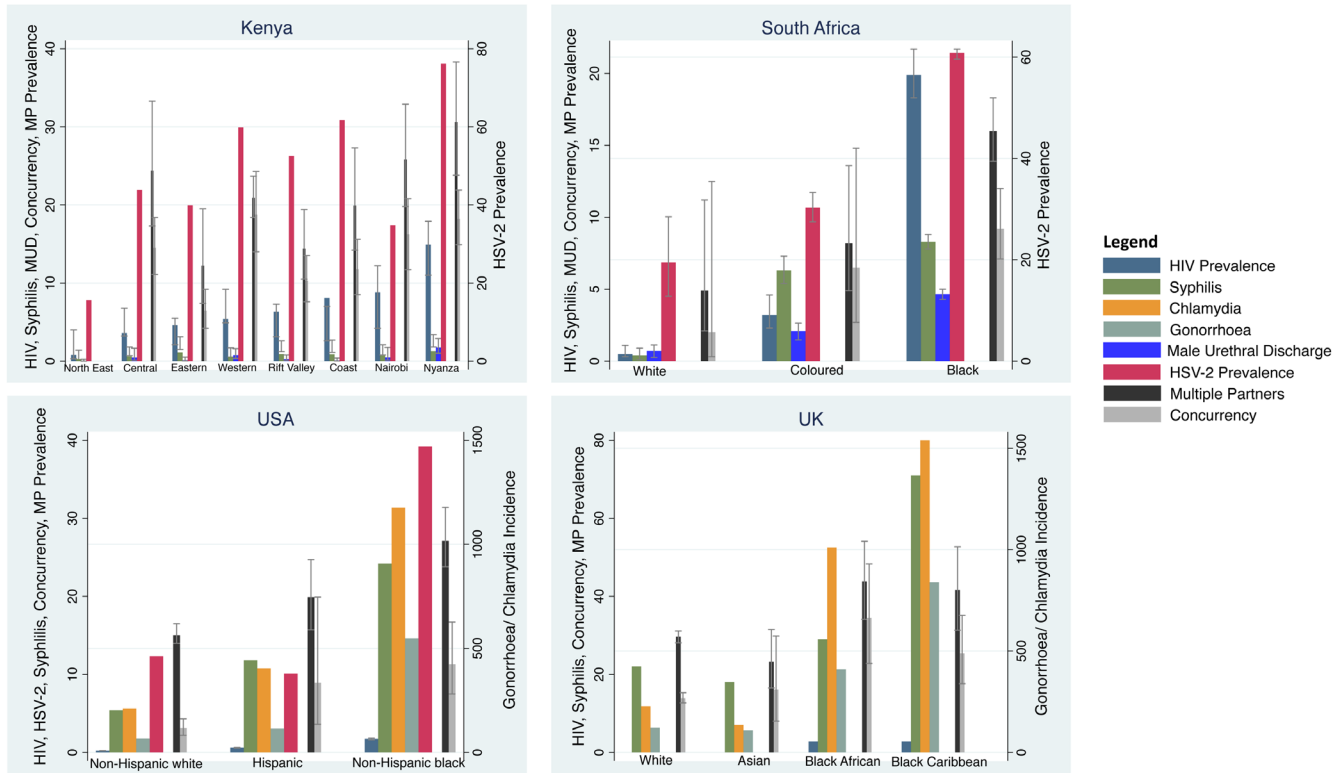 Kenya
HIV, Syphilis, MUD, Concurrency, MP Prevalence
40
30
20
10
0
80
60
40
20
0
HSV-2 Prevalence
North East
Central
Eastern
Western
Rift Valley
Coast
Nairobi
Nyanza
South Africa
HIV, Syphilis, MUD, Concurrency, MP Prevalence
20
15
10
5
0
60
40
20
0
HSV-2 Prevalence
White
Coloured
Black
Legend
HIV Prevalence
Syphilis
Chlamydia
Gonorrhoea
Male Urethral Discharge
HSV-2 Prevalence
Multiple Partners
Concurrency
USA
HIV, HSV-2, Syphlilis, Concurrency, MP Prevalence
40
30
20
10
0
1500
1000
500
0
Gonorrhoea/ Chlamydia Incidence
Non-Hispanic white
Hispanic
Non-Hispanic black
UK
HIV, Syphilis, Concurrency, MP Prevalence
80
60
40
20
0
1500
1000
500
0
Gonorrhoea/ Chlamydia Incidence
White
Asian
Black African
Black Caribbean